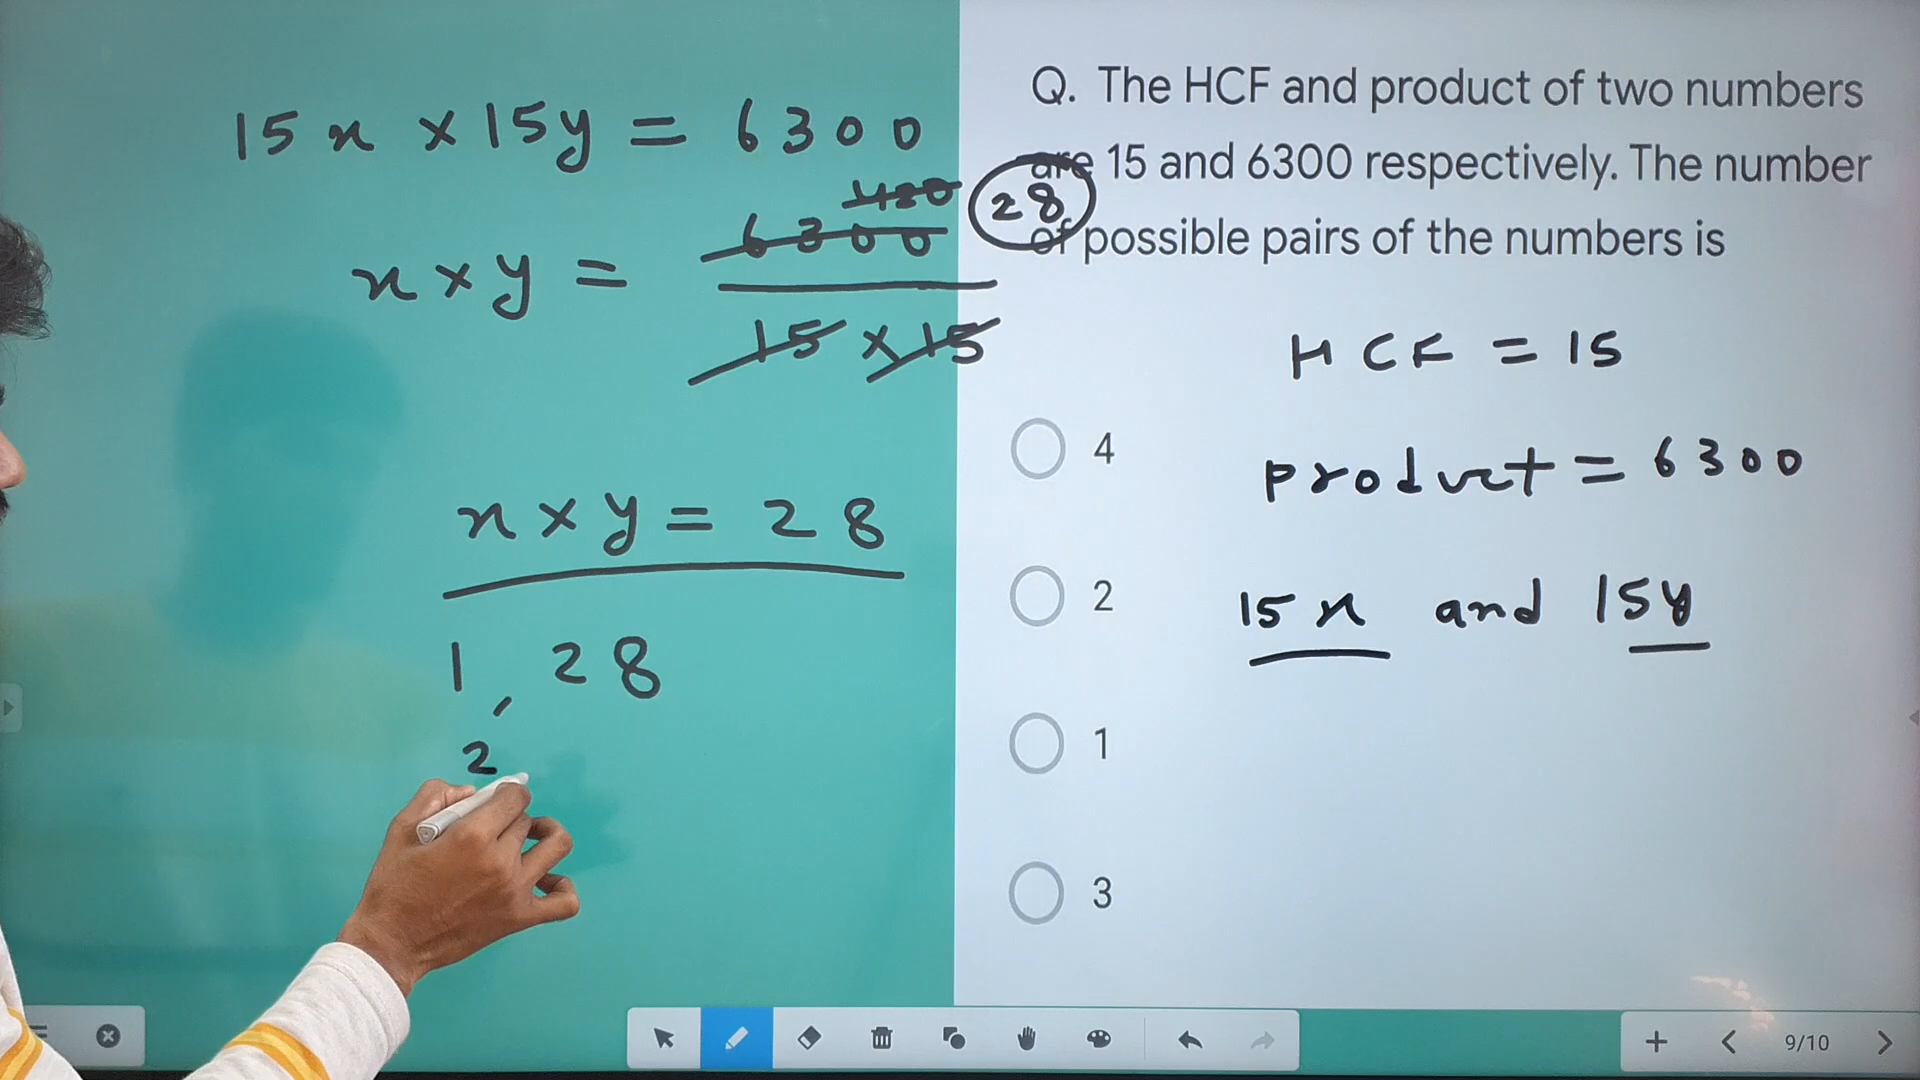 15x × 15y = 6300
x × y = 6300 / 15 × 15
420
28
x × y = 28
1, 28
2
Q. The HCF and product of two numbers
are 15 and 6300 respectively. The number
of possible pairs of the numbers is
HCF = 15
product = 6300
15x and 15y
4
2
1
3
9/10